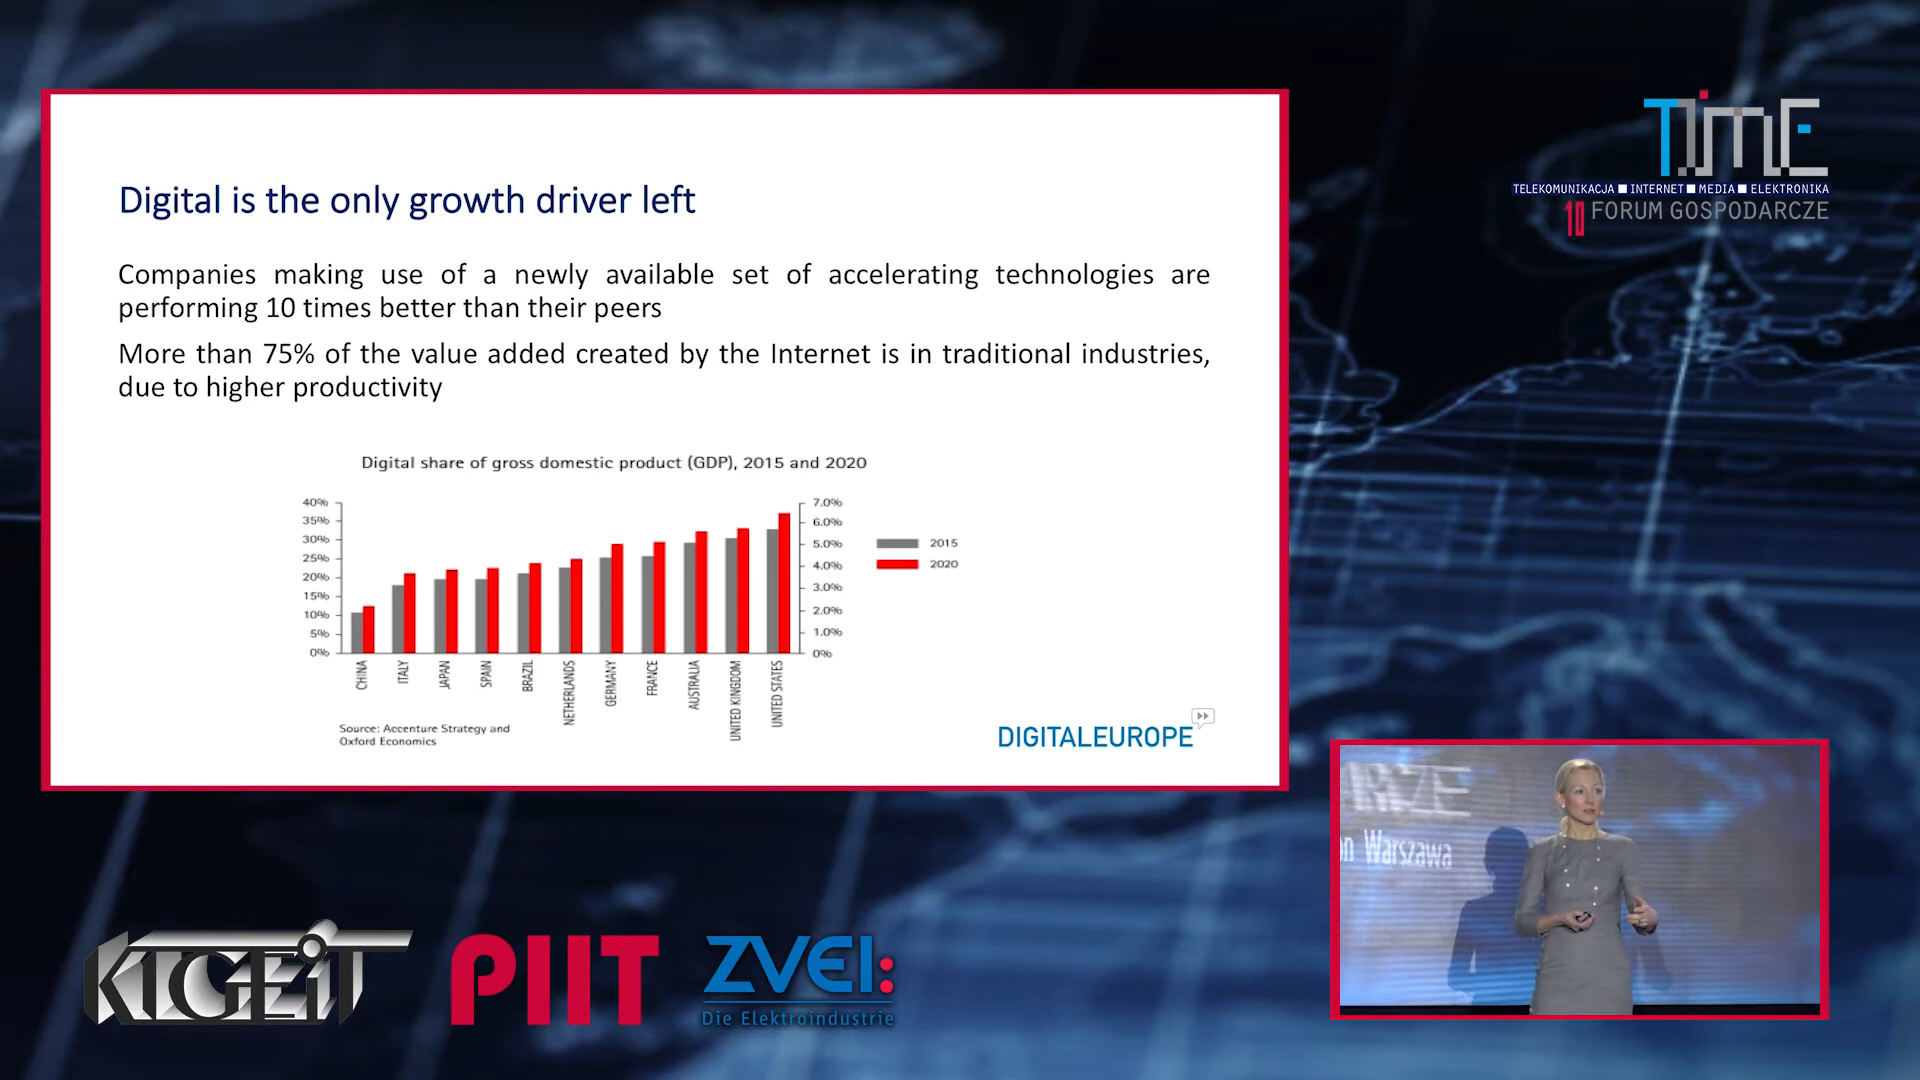 Digital is the only growth driver left
Companies making use of a newly available set of accelerating technologies are
performing 10 times better than their peers
More than 75% of the value added created by the Internet is in traditional industries,
due to higher productivity
Digital share of gross domestic product (GDP), 2015 and 2020
40%
35%
30%
25%
20%
15%
10%
5%
0%
7.0%
6.0%
5.0%
4.0%
3.0%
2.0%
1.0%
0%
2015
2020
CHINA
ITALY
JAPAN
SPAIN
BRAZIL
NETHERLANDS
GERMANY
FRANCE
AUSTRALIA
UNITED KINGDOM
UNITED STATES
Source: Accenture Strategy and
Oxford Economics
DIGITALEUROPE
TIME
TELEKOMUNIKACJA INTERNET MEDIA ELEKTRONIKA
10 FORUM GOSPODARCZE
Warszawa
KIGEiT
PIIT
ZVEI:
Die Elektroindustrie